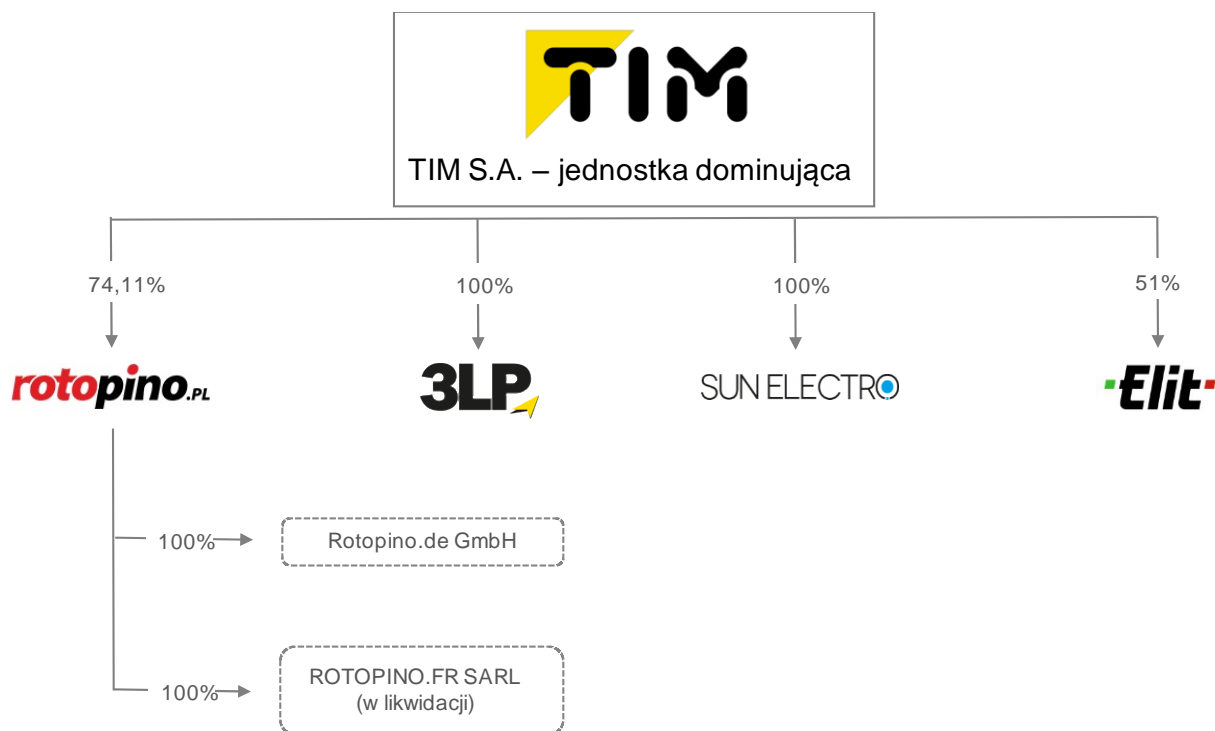 TIM
TIM S.A. – jednostka dominująca
74,11%
100%
100%
51%
rotopino.PL
3LP
SUN ELECTRO
Elit
100%
Rotopino.de GmbH
100%
ROTOPINO.FR SARL
(w likwidacji)